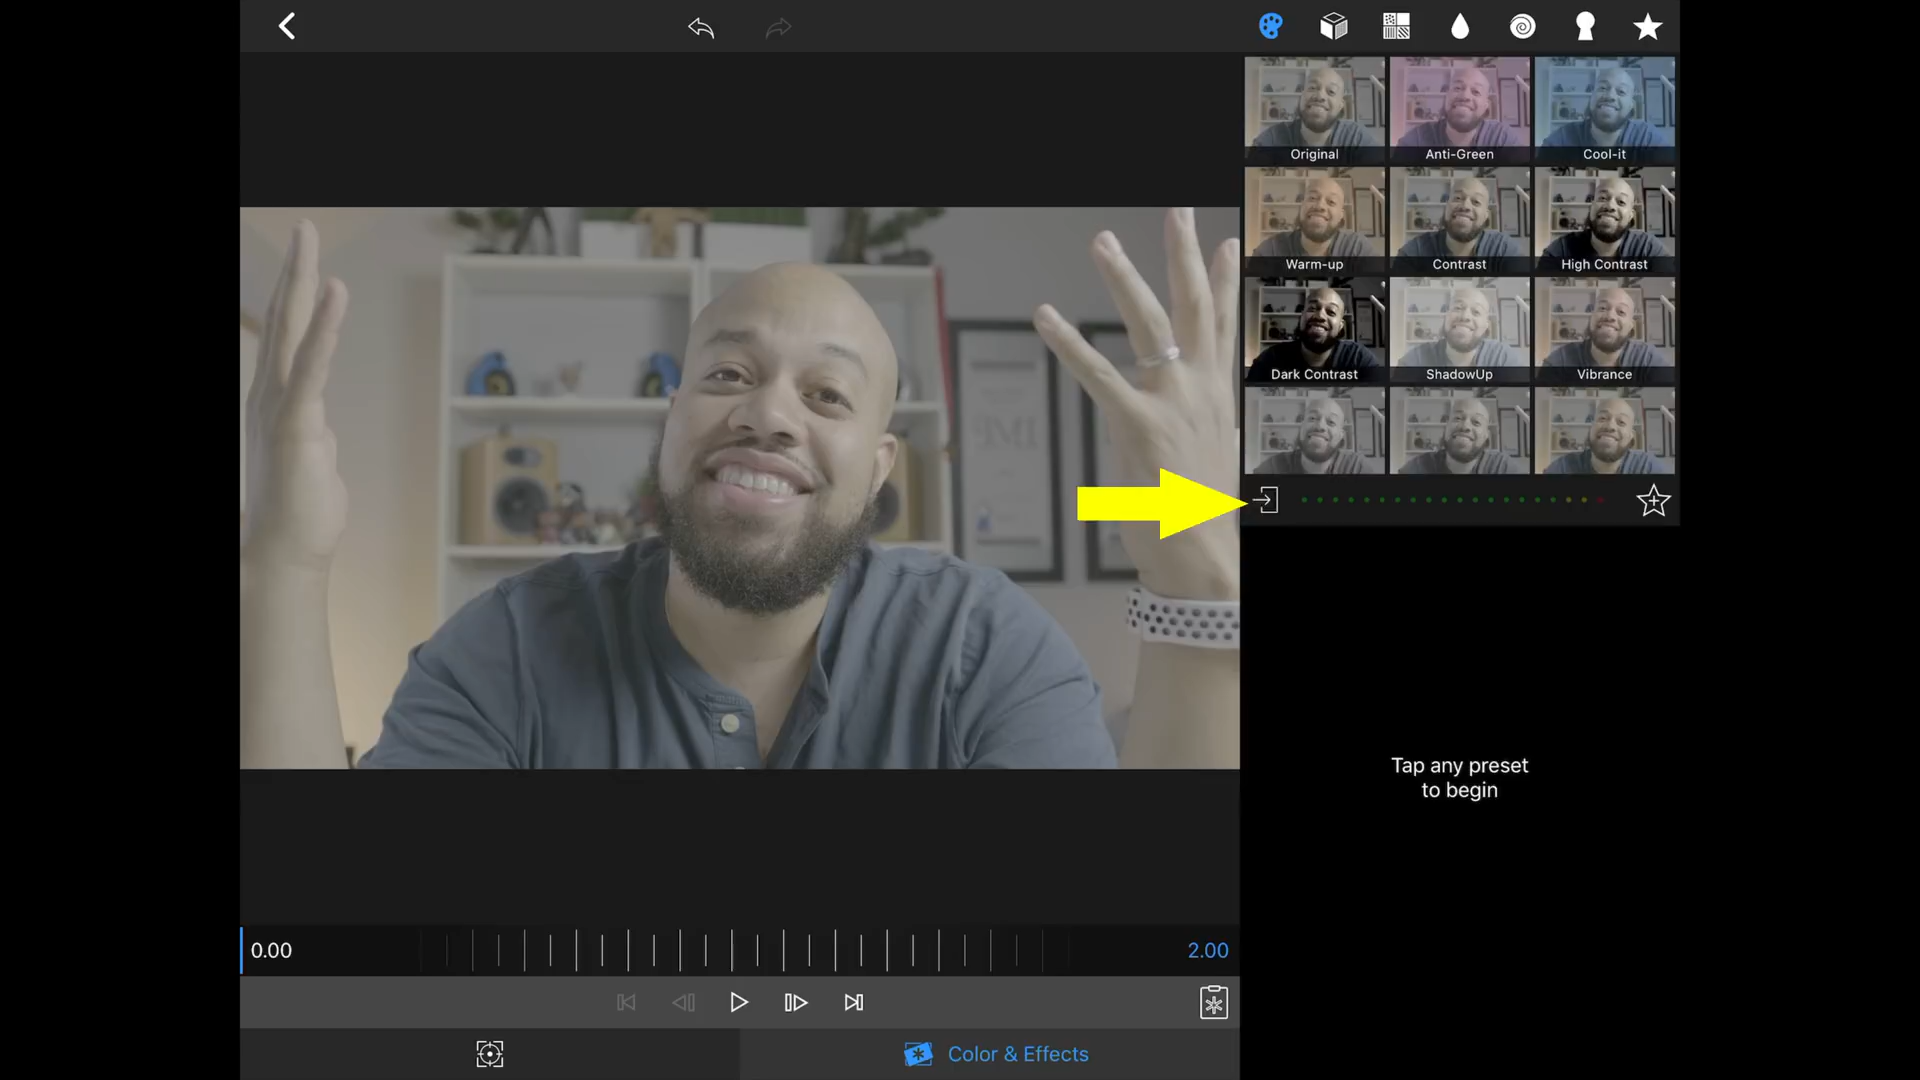 Original
Anti-Green
Cool-it
Warm-up
Contrast
High Contrast
Dark Contrast
ShadowUp
Vibrance
Tap any preset
to begin
0.00
2.00
Color & Effects